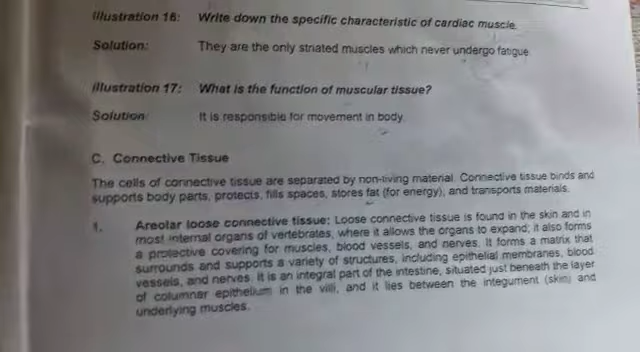 Illustration 16: Write down the specific characteristic of cardiac muscle.
Solution: They are the only striated muscles which never undergo fatigue.
Illustration 17: What is the function of muscular tissue?
Solution: It is responsible for movement in body.
C. Connective Tissue
The cells of connective tissue are separated by non-living material. Connective tissue binds and
supports body parts, protects, fills spaces, stores fat (for energy), and transports materials.
1. Areolar loose connective tissue: Loose connective tissue is found in the skin and in
most internal organs of vertebrates, where it allows the organs to expand; it also forms
a protective covering for muscles, blood vessels, and nerves. It forms a matrix that
surrounds and supports a variety of structures, including epithelial membranes, blood
vessels, and nerves. It is an integral part of the intestine, situated just beneath the layer
of columnar epithelium in the villi, and it lies between the integument (skin) and
underlying muscles.